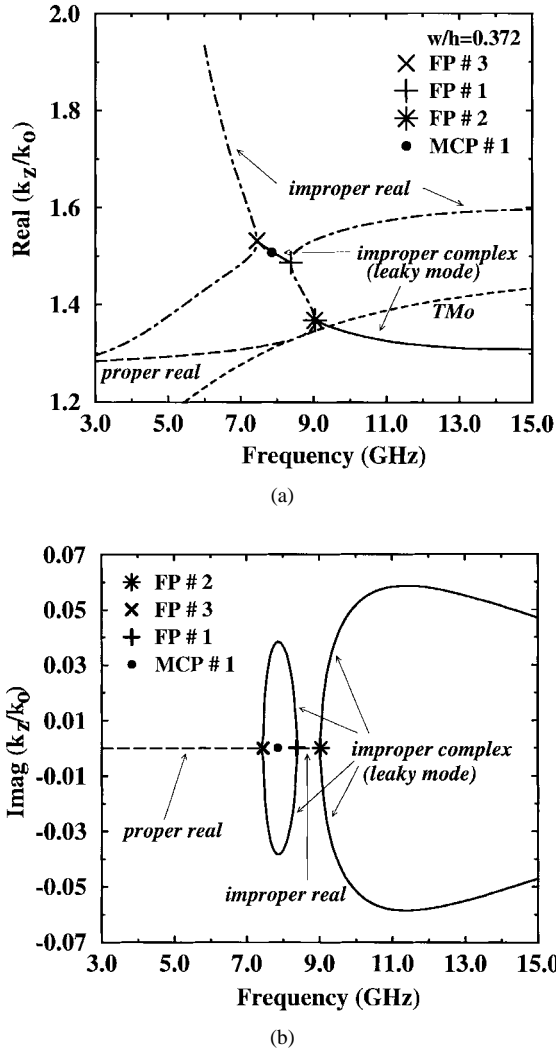 2.0
1.8
1.6
1.4
1.2
Real (kz/ko)
w/h=0.372
FP # 3
FP # 1
FP # 2
MCP # 1
improper real
improper complex
(leaky mode)
TMo
proper real
3.0 5.0 7.0 9.0 11.0 13.0 15.0
Frequency (GHz)
(a)
0.07
0.05
0.03
0.01
-0.01
-0.03
-0.05
-0.07
Imag (kz/ko)
FP # 2
FP # 3
FP # 1
MCP # 1
improper complex
(leaky mode)
proper real
improper real
3.0 5.0 7.0 9.0 11.0 13.0 15.0
Frequency (GHz)
(b)